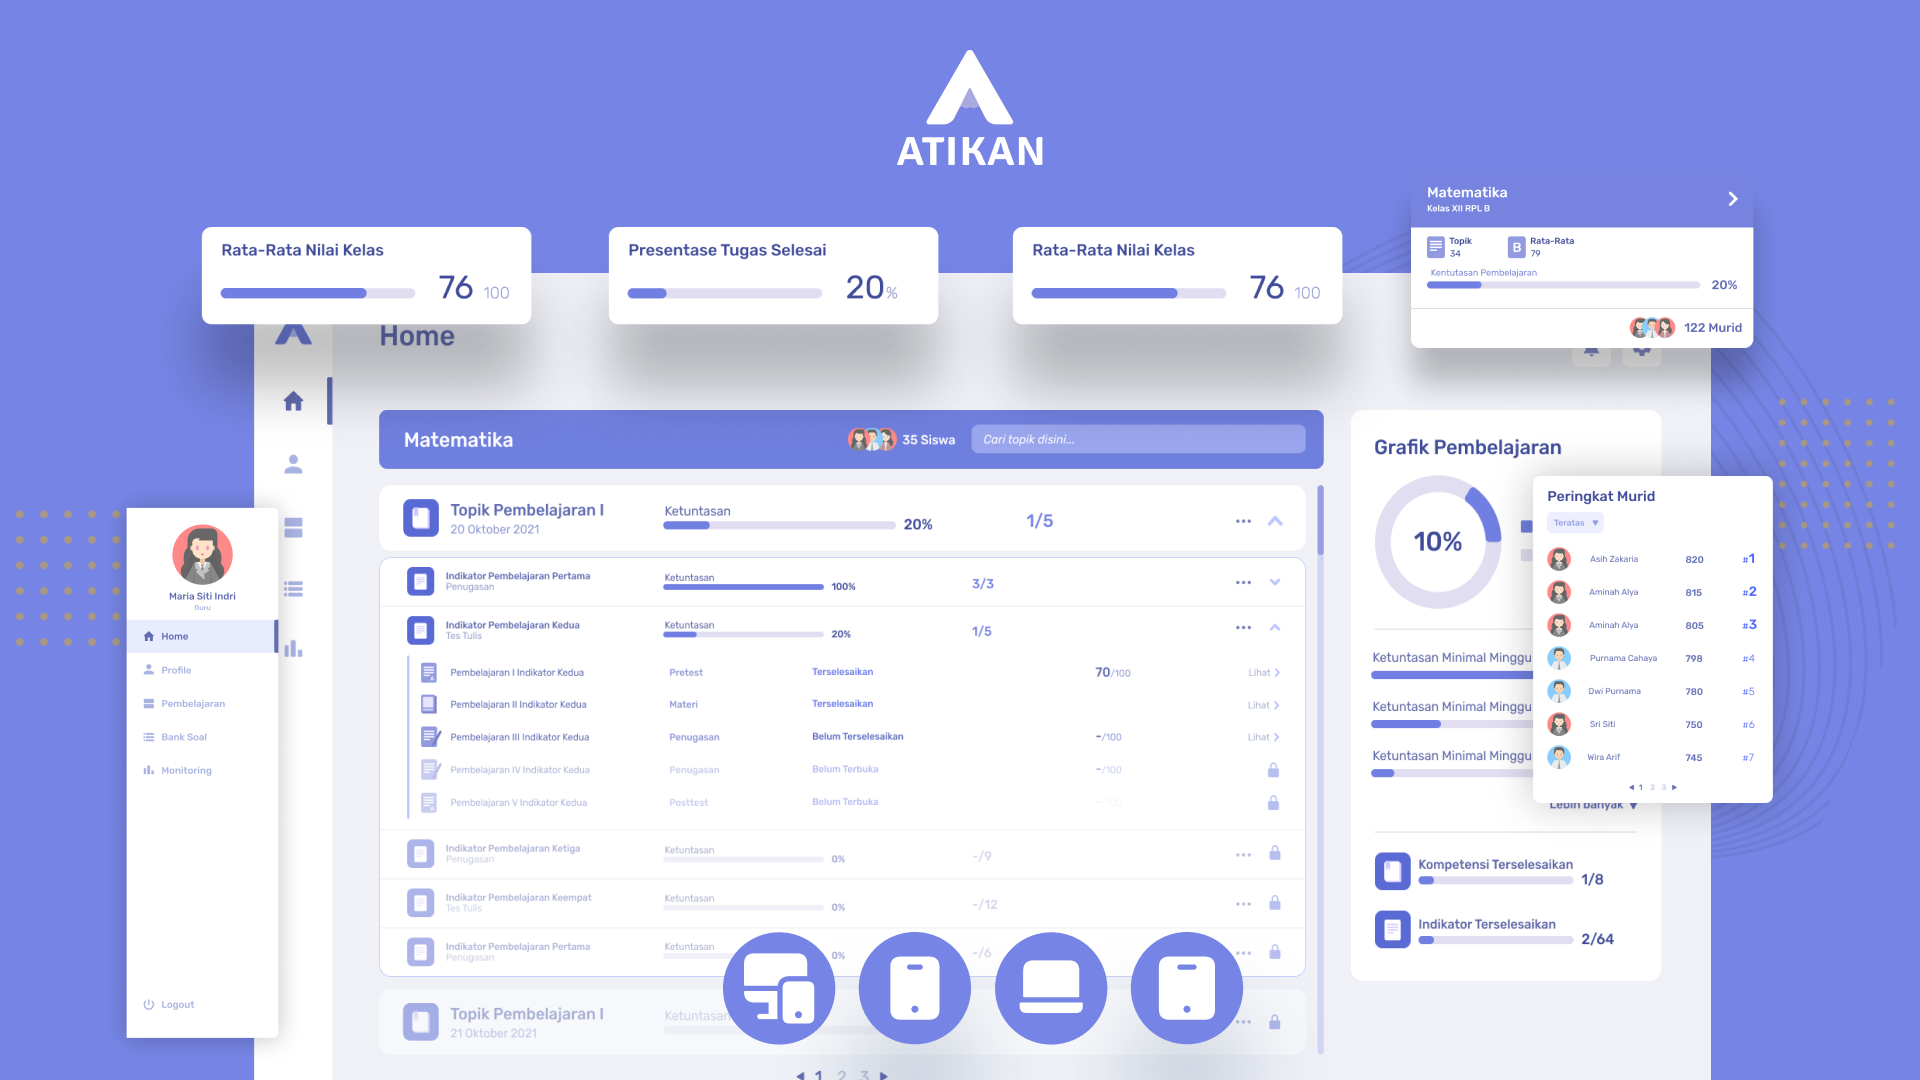 ATIKAN
Rata-Rata Nilai Kelas
76 100
Presentase Tugas Selesai
20%
Rata-Rata Nilai Kelas
76 100
Matematika
Kelas XII RPL B
Topik
34
B
Rata-Rata
79
Kentutasan Pembelajaran
20%
122 Murid
Home
Matematika
35 Siswa
Cari topik disini...
Topik Pembelajaran I
20 Oktober 2021
Ketuntasan
20%
1/5
Indikator Pembelajaran Pertama
Penugasan
Ketuntasan
100%
3/3
Indikator Pembelajaran Kedua
Tes Tulis
Ketuntasan
20%
1/5
Pembelajaran I Indikator Kedua Pretest Terselesaikan 70/100 Lihat
Pembelajaran II Indikator Kedua Materi Terselesaikan Lihat
Pembelajaran III Indikator Kedua Penugasan Belum Terselesaikan -/100 Lihat
Pembelajaran IV Indikator Kedua Penugasan Belum Terbuka -/100
Pembelajaran V Indikator Kedua Posttest Belum Terbuka -/100
Indikator Pembelajaran Ketiga
Penugasan
Ketuntasan
0%
-/9
Indikator Pembelajaran Keempat
Tes Tulis
Ketuntasan
0%
-/12
Indikator Pembelajaran Pertama
Penugasan
Ketuntasan
0%
-/6
Topik Pembelajaran I
21 Oktober 2021
Ketuntasan
1 2 3
Maria Siti Indri
Guru
Home
Profile
Pembelajaran
Bank Soal
Monitoring
Logout
Grafik Pembelajaran
10%
Ketuntasan Minimal Minggu
Ketuntasan Minimal Minggu
Ketuntasan Minimal Minggu
Lebih banyak
Kompetensi Terselesaikan
1/8
Indikator Terselesaikan
2/64
Peringkat Murid
Teratas
Asih Zakaria 820 #1
Aminah Alya 815 #2
Aminah Alya 805 #3
Purnama Cahaya 798 #4
Dwi Purnama 780 #5
Sri Siti 750 #6
Wira Arif 745 #7
1 2 3